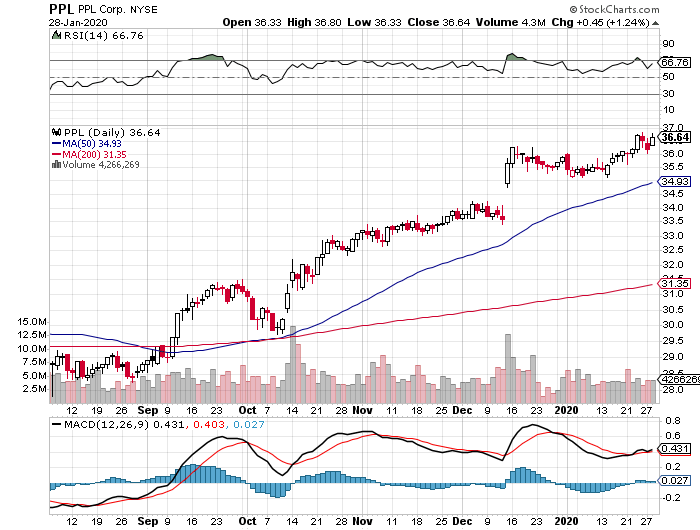 PPL PPL Corp. NYSE © StockCharts.com
28-Jan-2020 Open 36.33 High 36.80 Low 36.33 Close 36.64 Volume 4.3M Chg +0.45 (+1.24%)
RSI(14) 66.76
90
70
66.76
50
30
10
PPL (Daily) 36.64
MA(50) 34.93
MA(200) 31.35
Volume 4,266,269
37.0
36.64
36.0
35.5
34.93
34.5
34.0
33.5
33.0
32.5
32.0
31.5
31.35
31.0
30.5
30.0
29.5
29.0
28.5
4266269
28.0
15.0M
12.5M
10.0M
7.5M
5.0M
2.5M
12 19 26 Sep 9 16 23 Oct 7 14 21 28 Nov 11 18 25 Dec 9 16 23 2020 13 21 27
MACD(12,26,9) 0.431, 0.403, 0.027
0.8
0.6
0.431
0.2
0.027
-0.2
12 19 26 Sep 9 16 23 Oct 7 14 21 28 Nov 11 18 25 Dec 9 16 23 2020 13 21 27